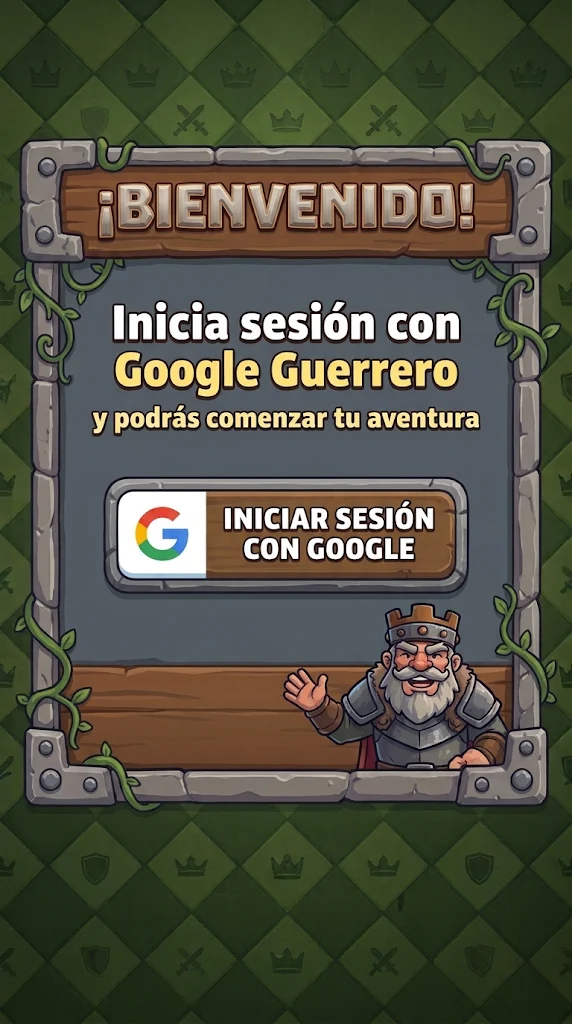 ¡BIENVENIDO!
Inicia sesión con
Google Guerrero
y podrás comenzar tu aventura
INICIAR SESIÓN
CON GOOGLE